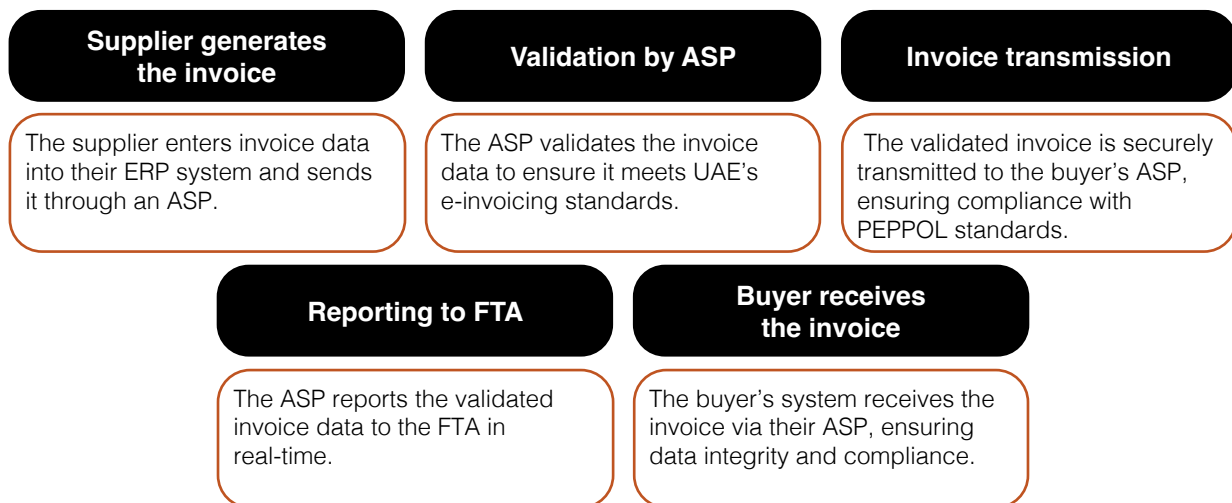 Supplier generates
the invoice
The supplier enters invoice data
into their ERP system and sends
it through an ASP.
Validation by ASP
The ASP validates the invoice
data to ensure it meets UAE's
e-invoicing standards.
Invoice transmission
The validated invoice is securely
transmitted to the buyer's ASP,
ensuring compliance with
PEPPOL standards.
Reporting to FTA
The ASP reports the validated
invoice data to the FTA in
real-time.
Buyer receives
the invoice
The buyer's system receives the
invoice via their ASP, ensuring
data integrity and compliance.